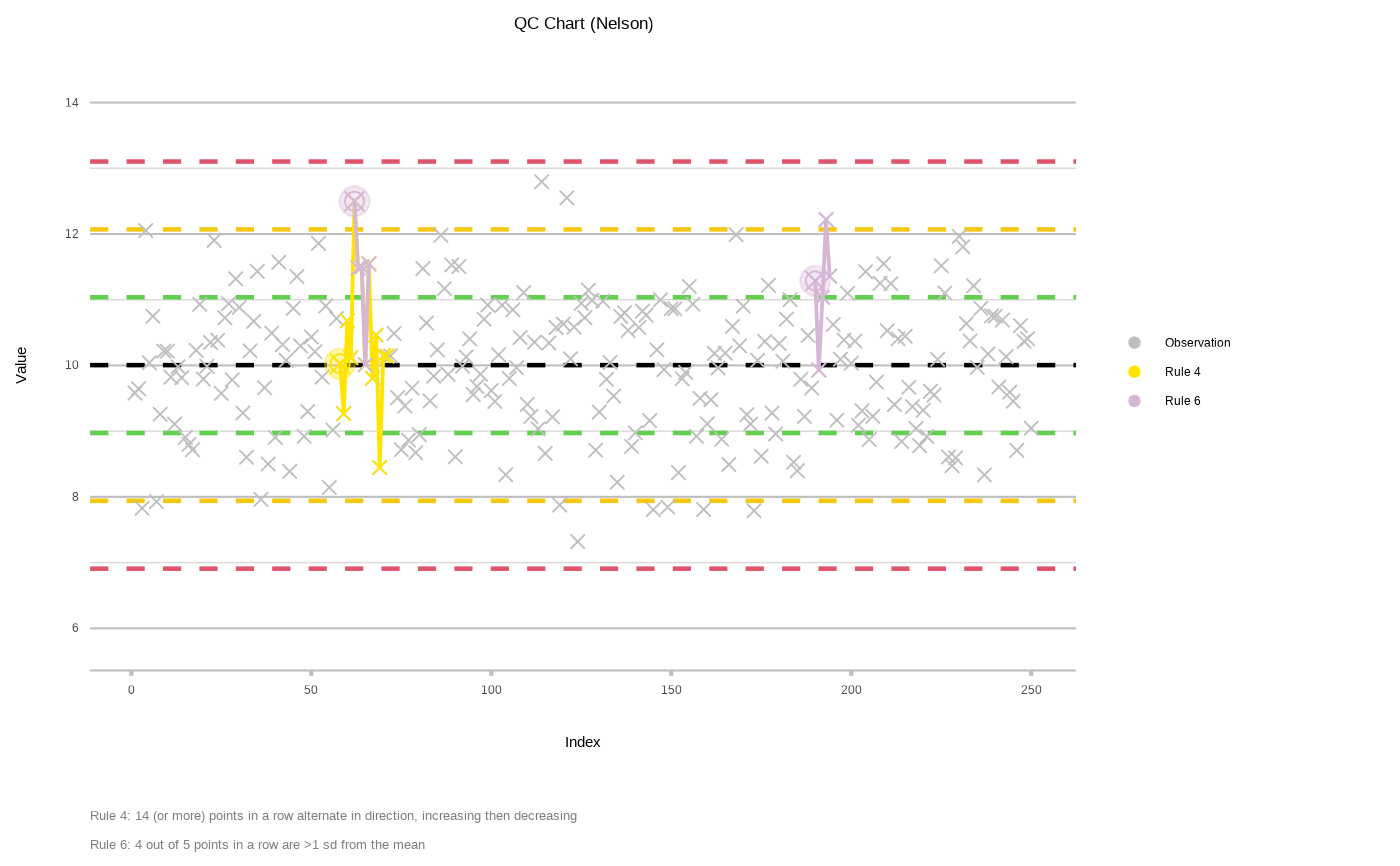 QC Chart (Nelson)
14
12
10
8
6
Value
0 50 100 150 200 250
Index
Observation
Rule 4
Rule 6
Rule 4: 14 (or more) points in a row alternate in direction, increasing then decreasing
Rule 6: 4 out of 5 points in a row are >1 sd from the mean